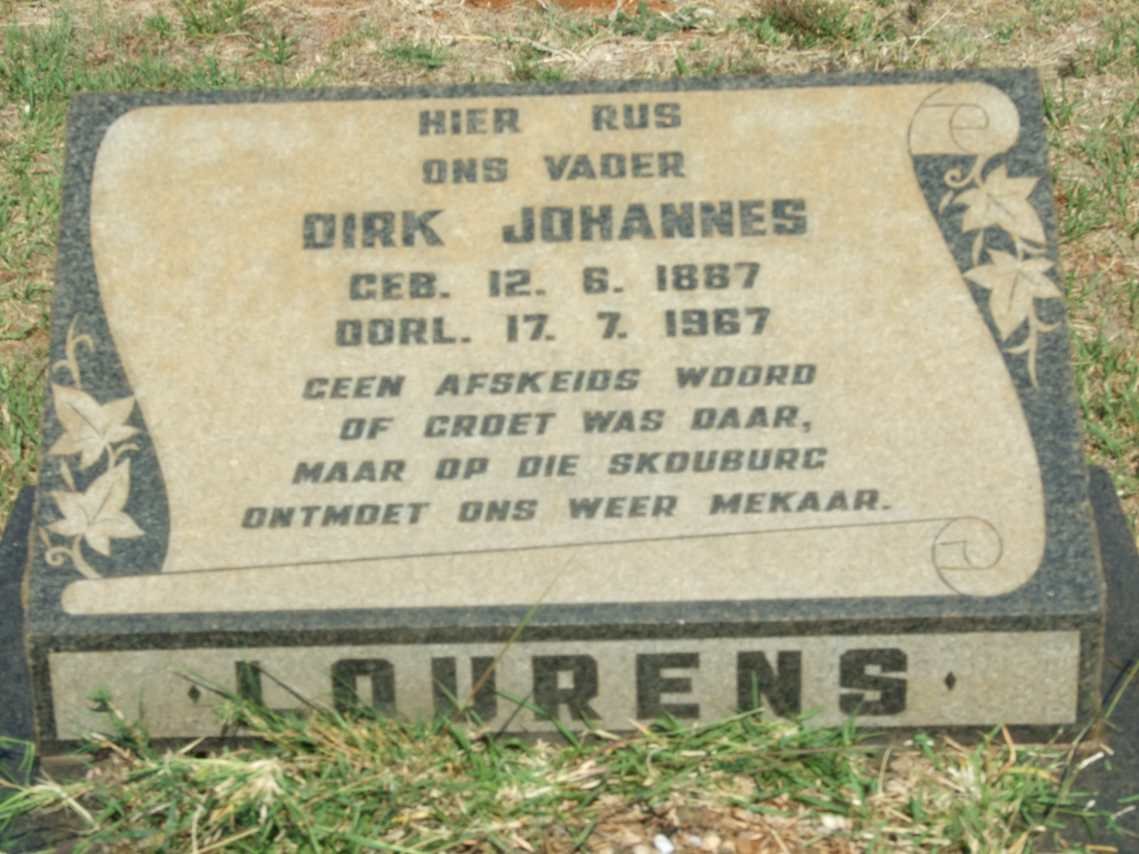 HIER RUS
ONS VADER
DIRK JOHANNES
GEB. 12. 6. 1887
OORL. 17. 7. 1967
GEEN AFSKEIDS WOORD
OF GROET WAS DAAR,
MAAR OP DIE SKOUBURG
ONTMOET ONS WEER MEKAAR.
LOURENS